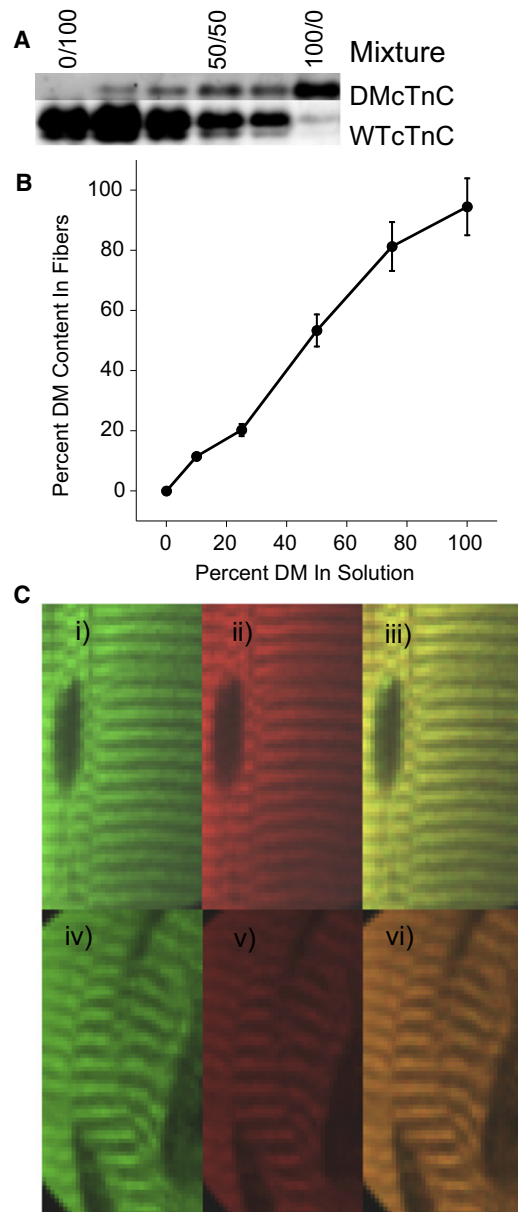 A
0/100
50/50
100/0
Mixture
DMcTnC
WTcTnC
B
Percent DM Content In Fibers
100
80
60
40
20
0
0 20 40 60 80 100
Percent DM In Solution
C
i) ii) iii)
iv) v) vi)